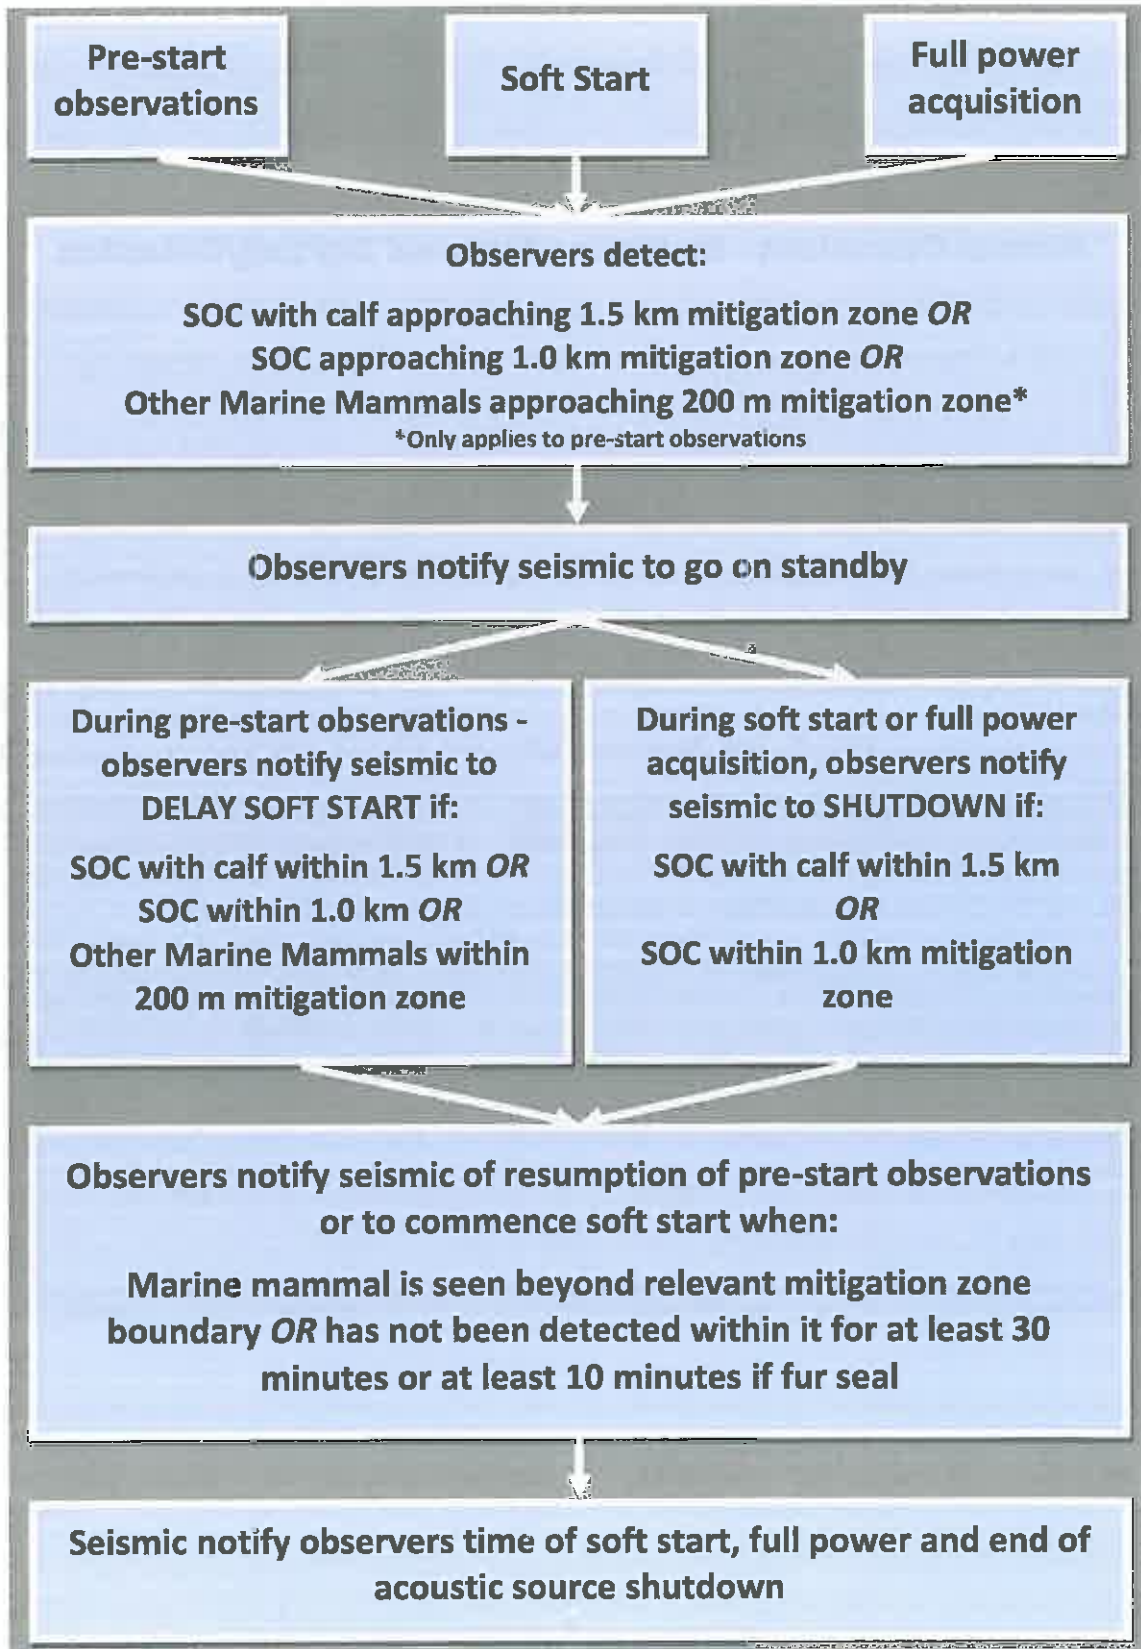 Pre-start
observations
Soft Start
Full power
acquisition
Observers detect:
SOC with calf approaching 1.5 km mitigation zone OR
SOC approaching 1.0 km mitigation zone OR
Other Marine Mammals approaching 200 m mitigation zone*
*Only applies to pre-start observations
Observers notify seismic to go on standby
During pre-start observations -
observers notify seismic to
DELAY SOFT START if:
SOC with calf within 1.5 km OR
SOC within 1.0 km OR
Other Marine Mammals within
200 m mitigation zone
During soft start or full power
acquisition, observers notify
seismic to SHUTDOWN if:
SOC with calf within 1.5 km
OR
SOC within 1.0 km mitigation
zone
Observers notify seismic of resumption of pre-start observations
or to commence soft start when:
Marine mammal is seen beyond relevant mitigation zone
boundary OR has not been detected within it for at least 30
minutes or at least 10 minutes if fur seal
Seismic notify observers time of soft start, full power and end of
acoustic source shutdown